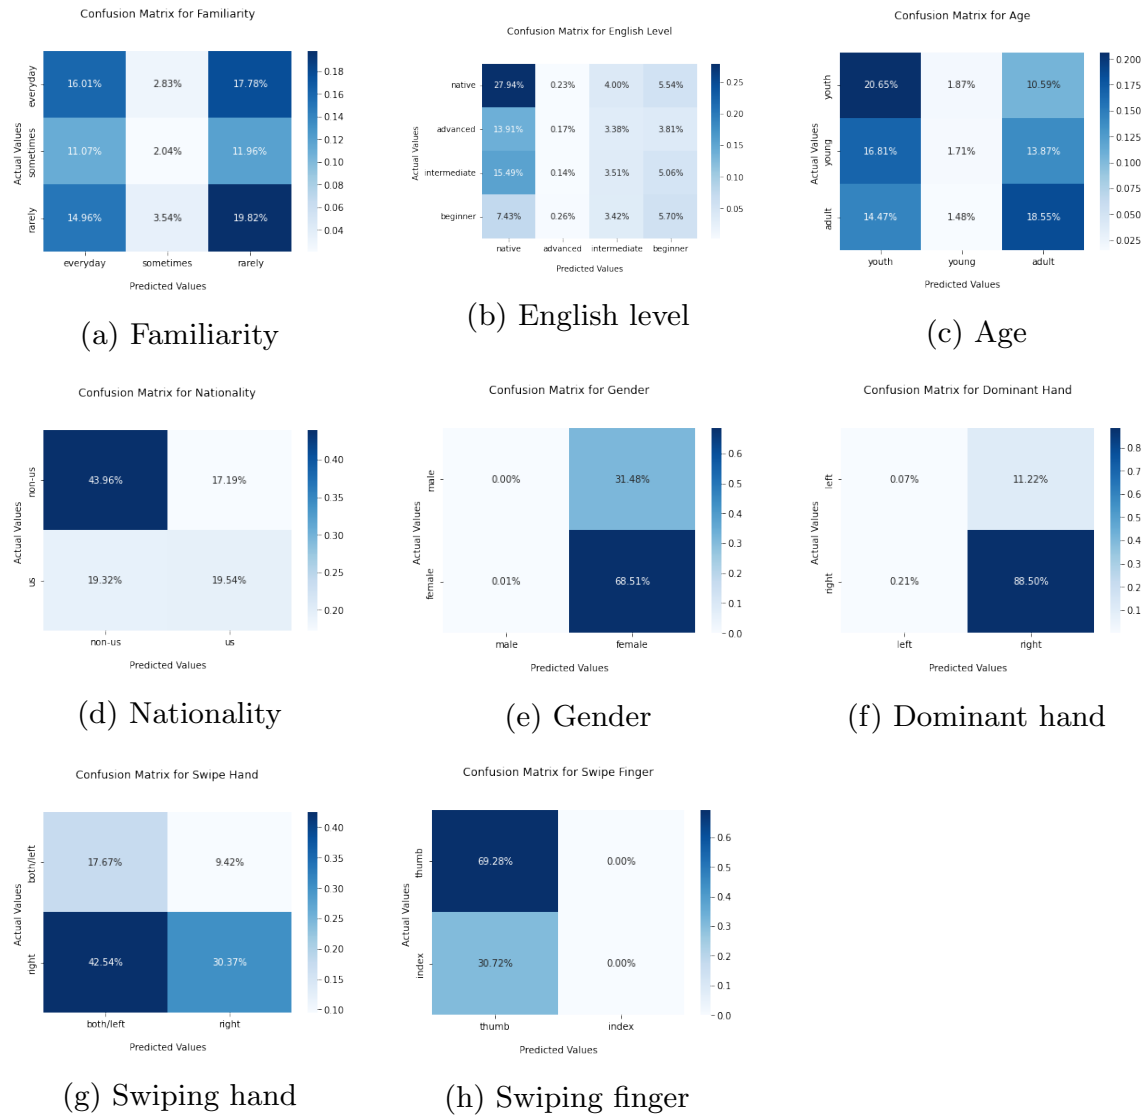 Confusion Matrix for Familiarity
Actual Values
everyday
sometimes
rarely
16.01% 2.83% 17.78%
11.07% 2.04% 11.96%
14.96% 3.54% 19.82%
everyday sometimes rarely
Predicted Values
0.18
0.16
0.14
0.12
0.10
0.08
0.06
0.04
(a) Familiarity
Confusion Matrix for English Level
Actual Values
native 27.94% 0.23% 4.00% 5.54%
advanced 13.91% 0.17% 3.38% 3.81%
intermediate 15.49% 0.14% 3.51% 5.06%
beginner 7.43% 0.26% 3.42% 5.70%
native advanced intermediate beginner
Predicted Values
0.25
0.20
0.15
0.10
0.05
(b) English level
Confusion Matrix for Age
Actual Values
youth
young
adult
20.65% 1.87% 10.59%
16.81% 1.71% 13.87%
14.47% 1.48% 18.55%
youth young adult
Predicted Values
0.200
0.175
0.150
0.125
0.100
0.075
0.050
0.025
(c) Age
Confusion Matrix for Nationality
Actual Values
non-us
us
43.96% 17.19%
19.32% 19.54%
non-us us
Predicted Values
0.40
0.35
0.30
0.25
0.20
(d) Nationality
Confusion Matrix for Gender
Actual Values
male
female
0.00% 31.48%
0.01% 68.51%
male female
Predicted Values
0.6
0.5
0.4
0.3
0.2
0.1
0.0
(e) Gender
Confusion Matrix for Dominant Hand
Actual Values
left
right
0.07% 11.22%
0.21% 88.50%
left right
Predicted Values
0.8
0.7
0.6
0.5
0.4
0.3
0.2
0.1
(f) Dominant hand
Confusion Matrix for Swipe Hand
Actual Values
both/left
right
17.67% 9.42%
42.54% 30.37%
both/left right
Predicted Values
0.40
0.35
0.30
0.25
0.20
0.15
0.10
(g) Swiping hand
Confusion Matrix for Swipe Finger
Actual Values
thumb
index
69.28% 0.00%
30.72% 0.00%
thumb index
Predicted Values
0.6
0.5
0.4
0.3
0.2
0.1
0.0
(h) Swiping finger